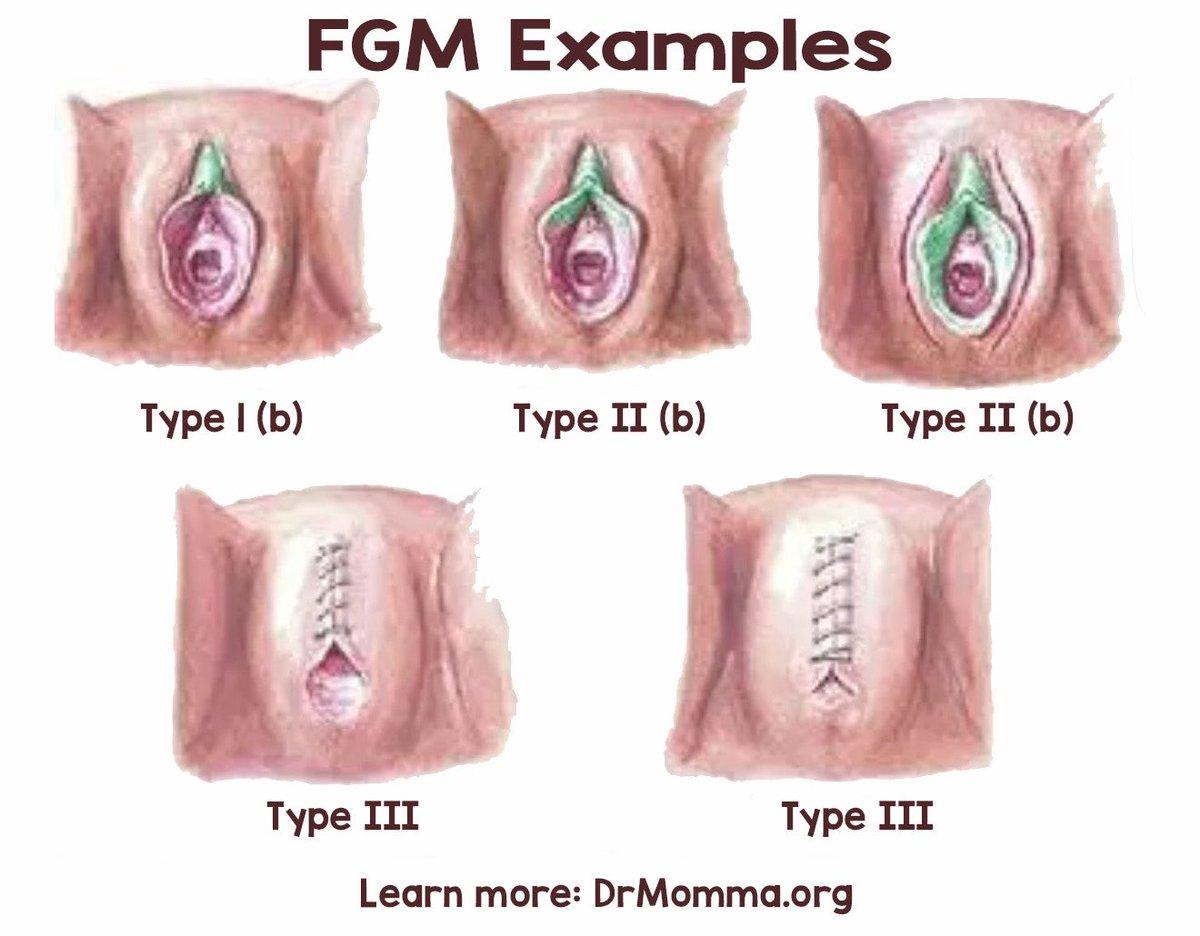 FGM Examples
Type I (b)
Type II (b)
Type II (b)
Type III
Type III
Learn more: DrMomma.org